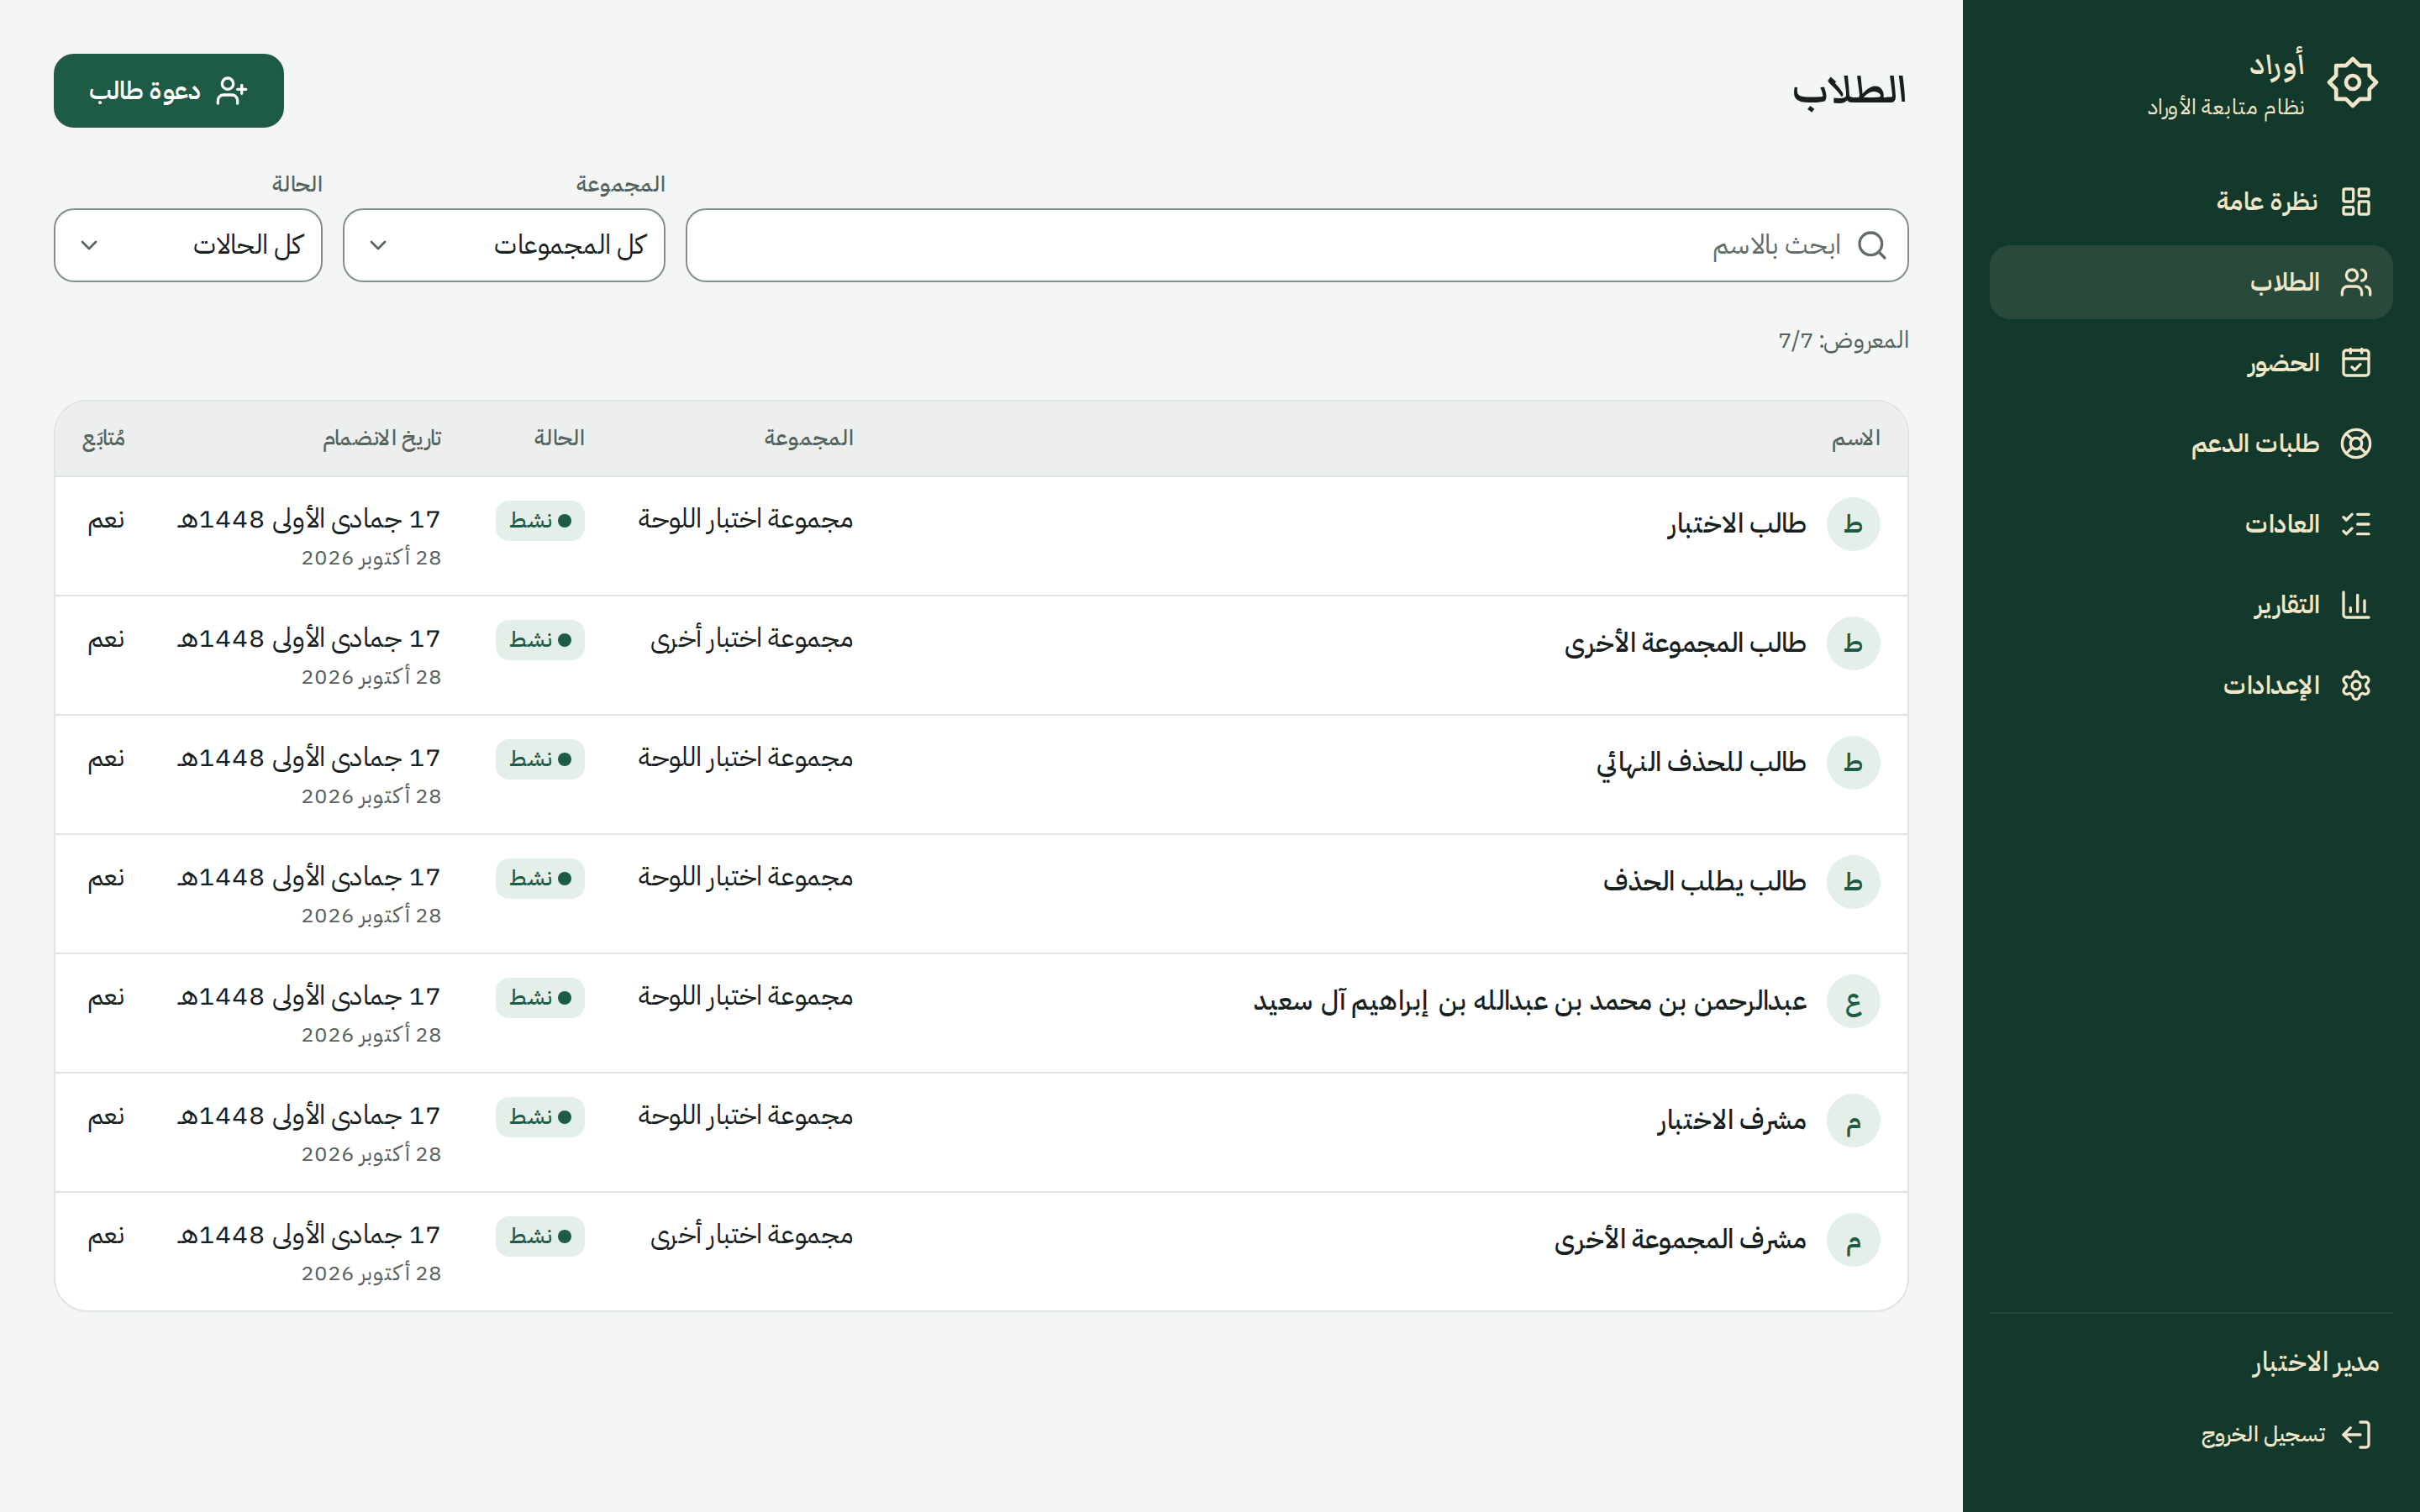 أوراد
نظام متابعة الأوراد
نظرة عامة
الطلاب
الحضور
طلبات الدعم
العادات
التقارير
الإعدادات
مدير الاختبار
تسجيل الخروج
الطلاب
دعوة طالب
المجموعة
الحالة
ابحث بالاسم
كل المجموعات
كل الحالات
المعروض: 7/7
الاسم المجموعة الحالة تاريخ الانضمام مُتابَع
ط طالب الاختبار مجموعة اختبار اللوحة نشط 17 جمادى الأولى 1448هـ نعم
28 أكتوبر 2026
ط طالب المجموعة الأخرى مجموعة اختبار أخرى نشط 17 جمادى الأولى 1448هـ نعم
28 أكتوبر 2026
ط طالب للحذف النهائي مجموعة اختبار اللوحة نشط 17 جمادى الأولى 1448هـ نعم
28 أكتوبر 2026
ط طالب يطلب الحذف مجموعة اختبار اللوحة نشط 17 جمادى الأولى 1448هـ نعم
28 أكتوبر 2026
ع عبدالرحمن بن محمد بن عبدالله بن إبراهيم آل سعيد مجموعة اختبار اللوحة نشط 17 جمادى الأولى 1448هـ نعم
28 أكتوبر 2026
م مشرف الاختبار مجموعة اختبار اللوحة نشط 17 جمادى الأولى 1448هـ نعم
28 أكتوبر 2026
م مشرف المجموعة الأخرى مجموعة اختبار أخرى نشط 17 جمادى الأولى 1448هـ نعم
28 أكتوبر 2026